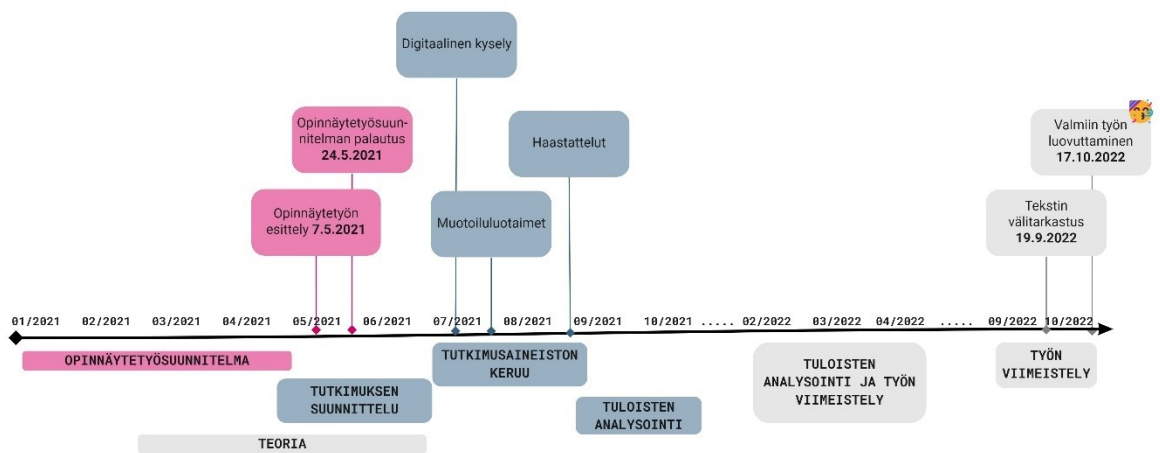 Digitaalinen kysely
Opinnäytetyösuun-
nitelman palautus
24.5.2021
Haastattelut
Valmiin työn
luovuttaminen
17.10.2022
Opinnäytetyön
esittely 7.5.2021
Muotoiluluotaimet
Tekstin
välitarkastus
19.9.2022
01/2021 02/2021 03/2021 04/2021 05/2021 06/2021 07/2021 08/2021 09/2021 10/2021 ..... 02/2022 03/2022 04/2022 ..... 09/2022 10/2022
OPINNÄYTETYÖSUUNNITELMA
TUTKIMUSAINEISTON
KERUU
TULOISTEN
ANALYSOINTI JA TYÖN
VIIMEISTELY
TYÖN
VIIMEISTELY
TUTKIMUKSEN
SUUNNITTELU
TULOISTEN
ANALYSOINTI
TEORIA